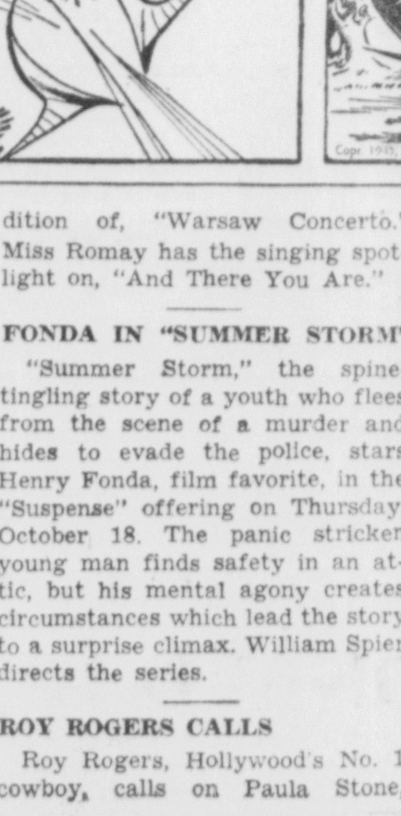 Copr. 1945,
dition of, "Warsaw Concerto."
Miss Romay has the singing spot
light on, "And There You Are."
FONDA IN "SUMMER STORM"
"Summer Storm," the spine
tingling story of a youth who flees
from the scene of a murder and
hides to evade the police, stars
Henry Fonda, film favorite, in the
"Suspense" offering on Thursday
October 18. The panic stricken
young man finds safety in an at-
tic, but his mental agony creates
circumstances which lead the story
to a surprise climax. William Spier
directs the series.
ROY ROGERS CALLS
Roy Rogers, Hollywood's No. 1
cowboy, calls on Paula Stone,